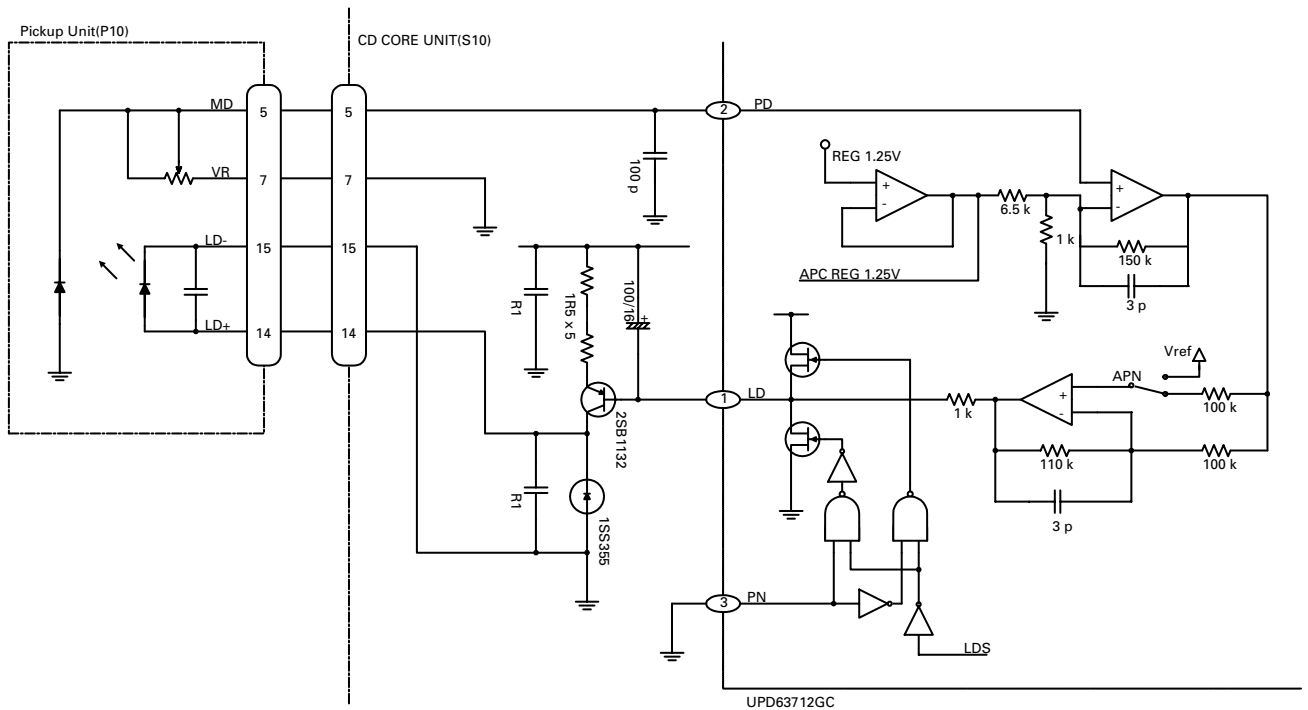 Pickup Unit(P10)
CD CORE UNIT(S10)
MD
5
5
2
PD
VR
7
7
100 p
REG 1.25V
+
-
6.5 k
1 k
+
-
150 k
3 p
APC REG 1.25V
LD-
15
15
LD+
14
14
R1
1R5 x 5
100/16
+
2SB1132
1
LD
1 k
+
-
APN
Vref
100 k
110 k
100 k
3 p
R1
1SS355
3
PN
LDS
UPD63712GC